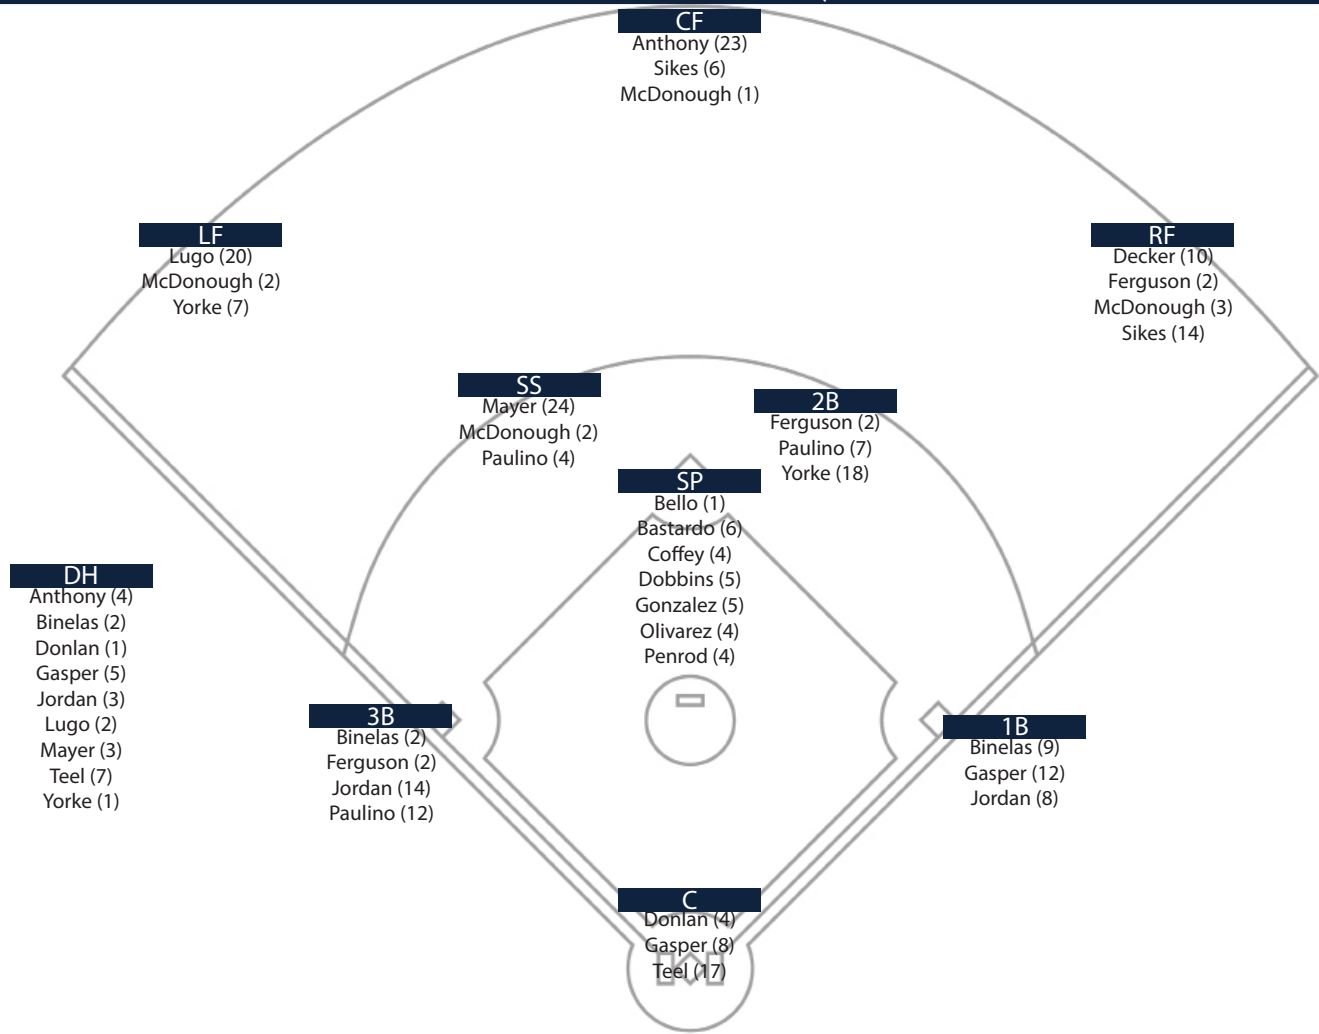 CF
Anthony (23)
Sikes (6)
McDonough (1)
LF
Lugo (20)
McDonough (2)
Yorke (7)
RF
Decker (10)
Ferguson (2)
McDonough (3)
Sikes (14)
SS
Mayer (24)
McDonough (2)
Paulino (4)
2B
Ferguson (2)
Paulino (7)
Yorke (18)
SP
Bello (1)
Bastardo (6)
Coffey (4)
Dobbins (5)
Gonzalez (5)
Olivarez (4)
Penrod (4)
DH
Anthony (4)
Binelas (2)
Donlan (1)
Gasper (5)
Jordan (3)
Lugo (2)
Mayer (3)
Teel (7)
Yorke (1)
3B
Binelas (2)
Ferguson (2)
Jordan (14)
Paulino (12)
1B
Binelas (9)
Gasper (12)
Jordan (8)
C
Donlan (4)
Gasper (8)
Teel (17)